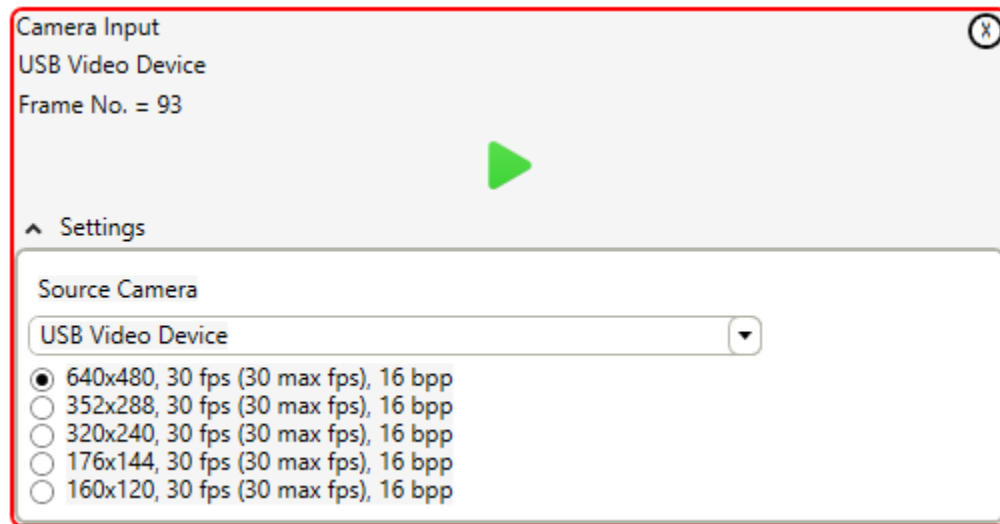 Camera Input
X
USB Video Device
Frame No. = 93
Settings
Source Camera
USB Video Device
640x480, 30 fps (30 max fps), 16 bpp
352x288, 30 fps (30 max fps), 16 bpp
320x240, 30 fps (30 max fps), 16 bpp
176x144, 30 fps (30 max fps), 16 bpp
160x120, 30 fps (30 max fps), 16 bpp